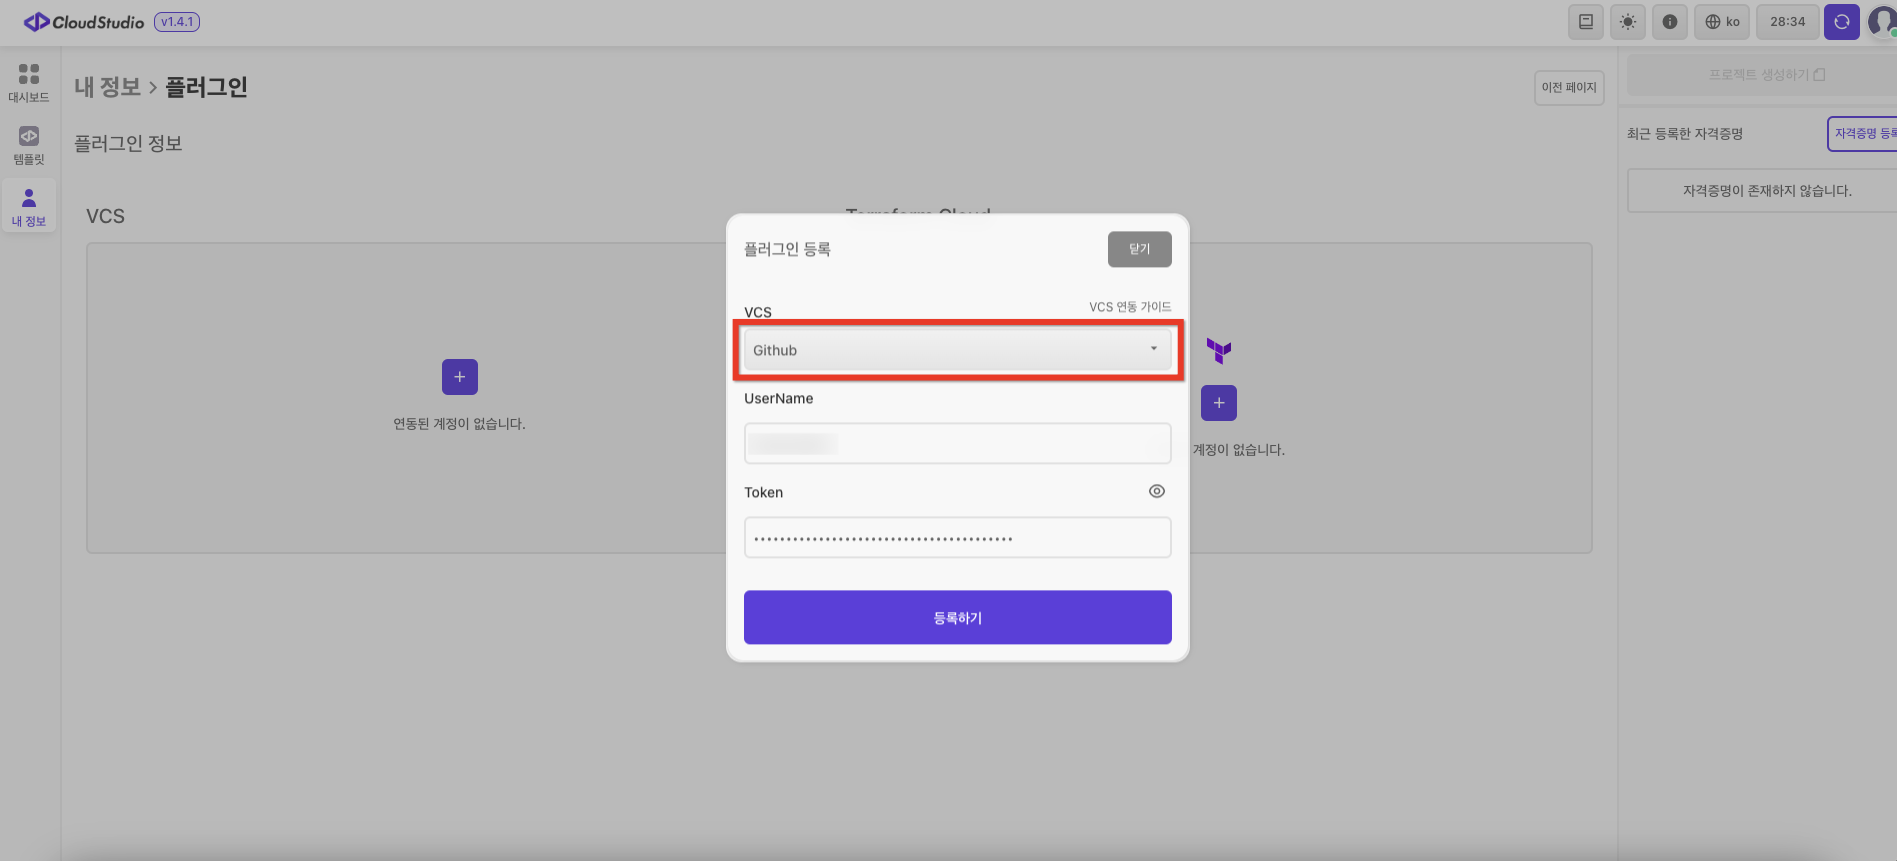 CloudStudio v1.4.1
ko
28:34
대시보드
템플릿
내 정보
내 정보 > 플러그인
이전 페이지
플러그인 정보
VCS
연동된 계정이 없습니다.
Terraform Cloud
계정이 없습니다.
플러그인 등록
닫기
VCS
VCS 연동 가이드
Github
UserName
Token
••••••••••••••••••••••••••••••••••••••••
등록하기
프로젝트 생성하기
최근 등록한 자격증명
자격증명 등록
자격증명이 존재하지 않습니다.